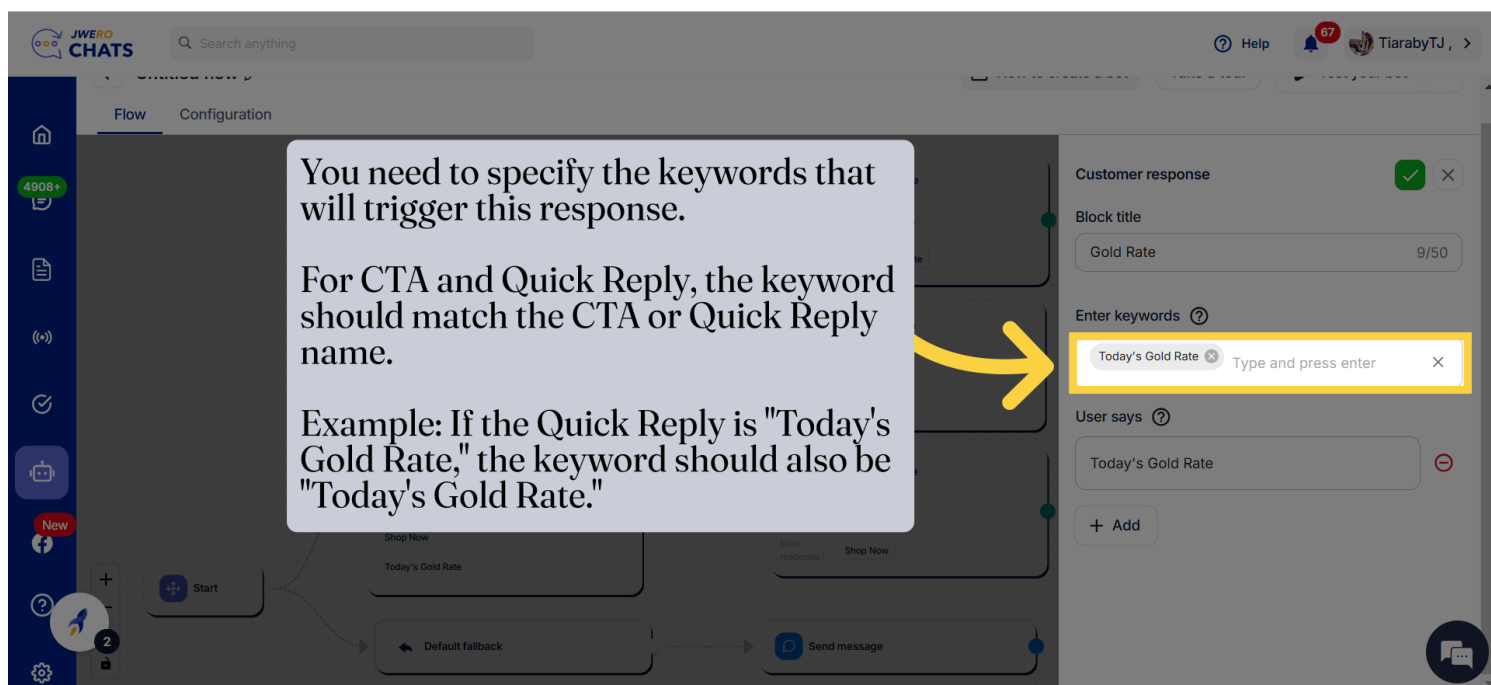 JWERO
CHATS
Search anything
Help
67
TiarabyTJ ,
Flow
Configuration
4908+
New
2
You need to specify the keywords that
will trigger this response.
For CTA and Quick Reply, the keyword
should match the CTA or Quick Reply
name.
Example: If the Quick Reply is "Today's
Gold Rate," the keyword should also be
"Today's Gold Rate."
Shop Now
Today's Gold Rate
User
response :
Shop Now
Start
Default fallback
Send message
Customer response
Block title
Gold Rate
9/50
Enter keywords
Today's Gold Rate
Type and press enter
User says
Today's Gold Rate
+ Add